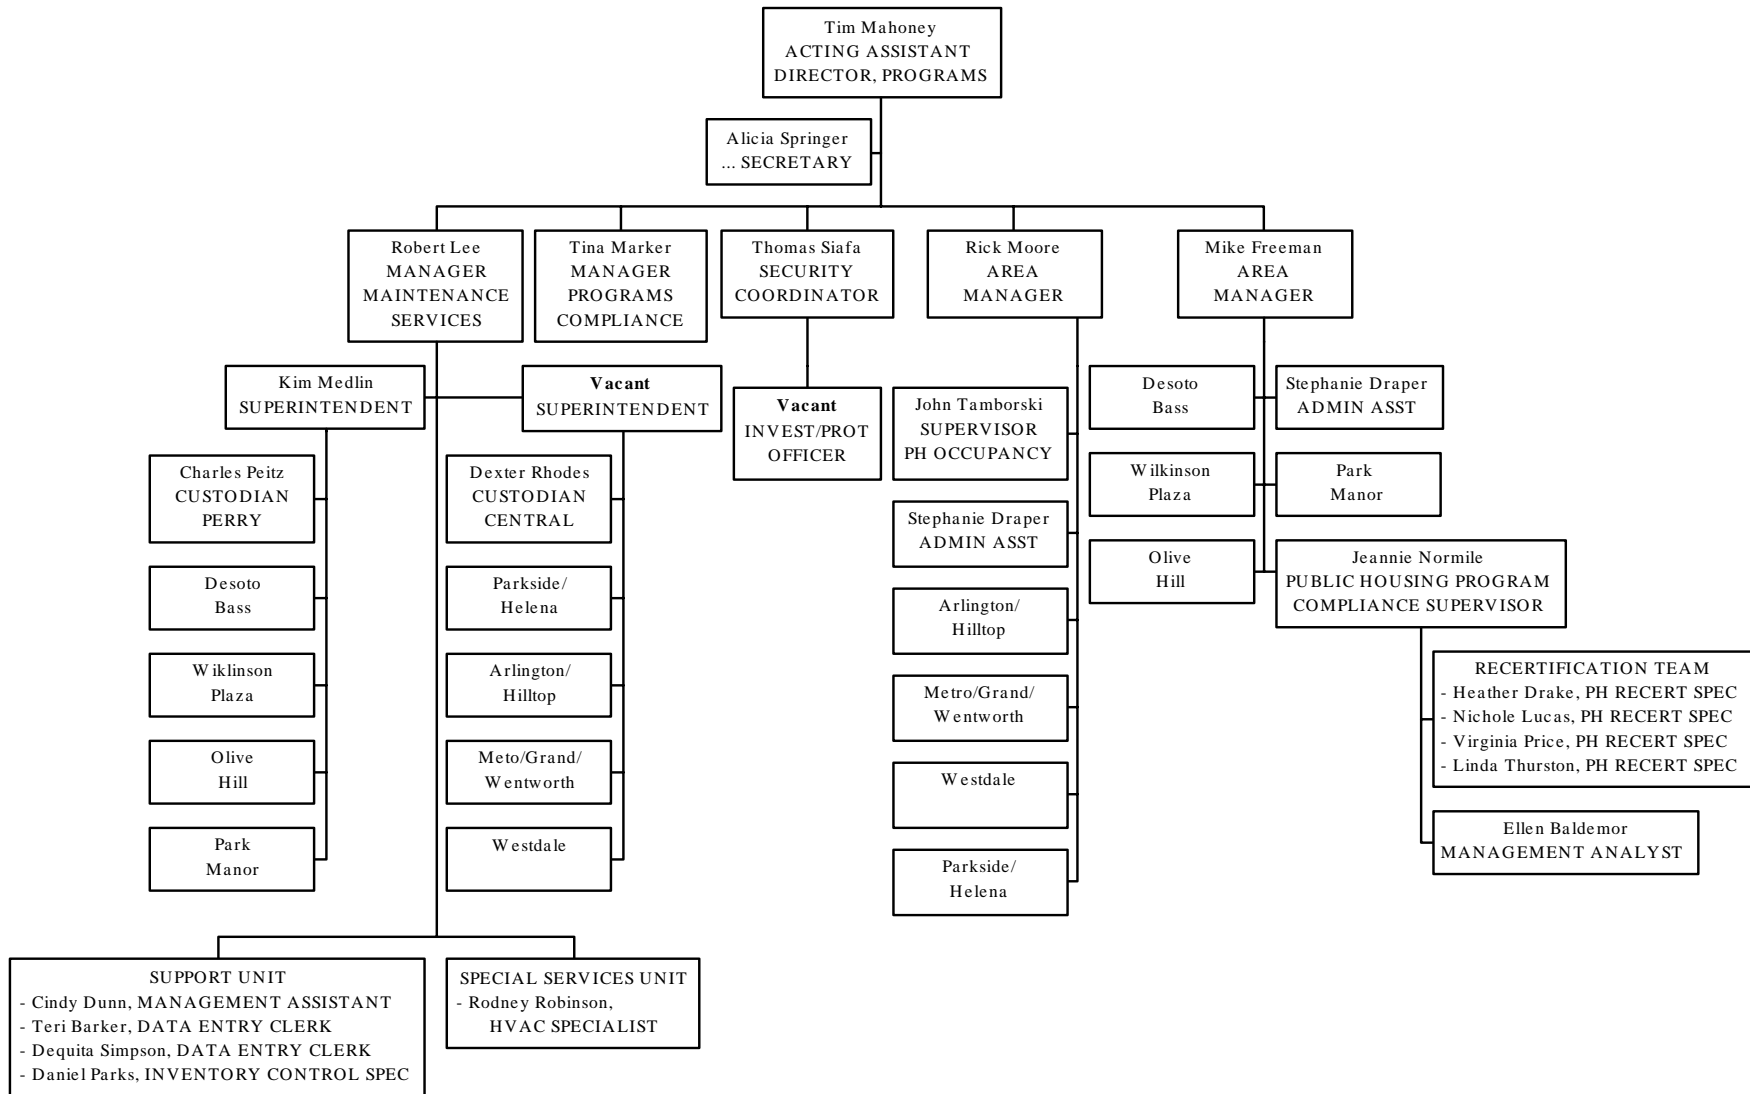 Tim Mahoney
ACTING ASSISTANT
DIRECTOR, PROGRAMS
Alicia Springer
... SECRETARY
Robert Lee
MANAGER
MAINTENANCE
SERVICES
Tina Marker
MANAGER
PROGRAMS
COMPLIANCE
Thomas Siafa
SECURITY
COORDINATOR
Rick Moore
AREA
MANAGER
Mike Freeman
AREA
MANAGER
Kim Medlin
SUPERINTENDENT
Vacant
SUPERINTENDENT
Vacant
INVEST/PROT
OFFICER
Charles Peitz
CUSTODIAN
PERRY
Desoto
Bass
Wiklinson
Plaza
Olive
Hill
Park
Manor
Dexter Rhodes
CUSTODIAN
CENTRAL
Parkside/
Helena
Arlington/
Hilltop
Meto/Grand/
Wentworth
Westdale
John Tamborski
SUPERVISOR
PH OCCUPANCY
Stephanie Draper
ADMIN ASST
Arlington/
Hilltop
Metro/Grand/
Wentworth
Westdale
Parkside/
Helena
Desoto
Bass
Stephanie Draper
ADMIN ASST
Wilkinson
Plaza
Park
Manor
Olive
Hill
Jeannie Normile
PUBLIC HOUSING PROGRAM
COMPLIANCE SUPERVISOR
RECERTIFICATION TEAM
- Heather Drake, PH RECERT SPEC
- Nichole Lucas, PH RECERT SPEC
- Virginia Price, PH RECERT SPEC
- Linda Thurston, PH RECERT SPEC
Ellen Baldemor
MANAGEMENT ANALYST
SUPPORT UNIT
- Cindy Dunn, MANAGEMENT ASSISTANT
- Teri Barker, DATA ENTRY CLERK
- Dequita Simpson, DATA ENTRY CLERK
- Daniel Parks, INVENTORY CONTROL SPEC
SPECIAL SERVICES UNIT
- Rodney Robinson,
HVAC SPECIALIST